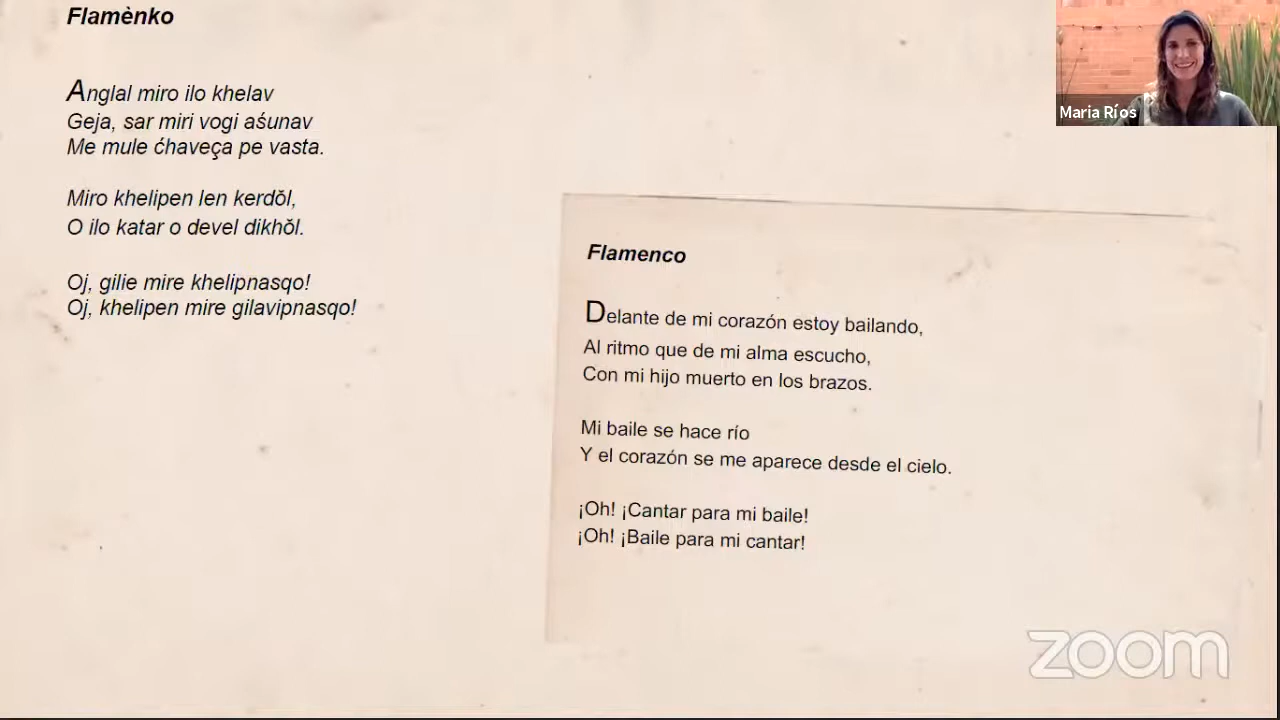 Flamènko
Anglal miro ilo khelav
Geja, sar miri vogi aśunav
Me mule ćhaveça pe vasta.
Miro khelipen len kerdǒl,
O ilo katar o devel dikhǒl.
Oj, gilie mire khelipnasqo!
Oj, khelipen mire gilavipnasqo!
Flamenco
Delante de mi corazón estoy bailando,
Al ritmo que de mi alma escucho,
Con mi hijo muerto en los brazos.
Mi baile se hace río
Y el corazón se me aparece desde el cielo.
¡Oh! ¡Cantar para mi baile!
¡Oh! ¡Baile para mi cantar!
Maria Ríos
zoom